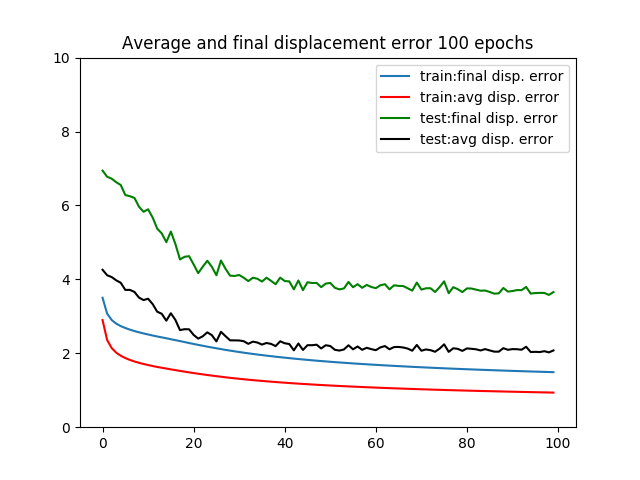 Average and final displacement error 100 epochs
train:final disp. error
train:avg disp. error
test:final disp. error
test:avg disp. error
10
8
6
4
2
0
0 20 40 60 80 100